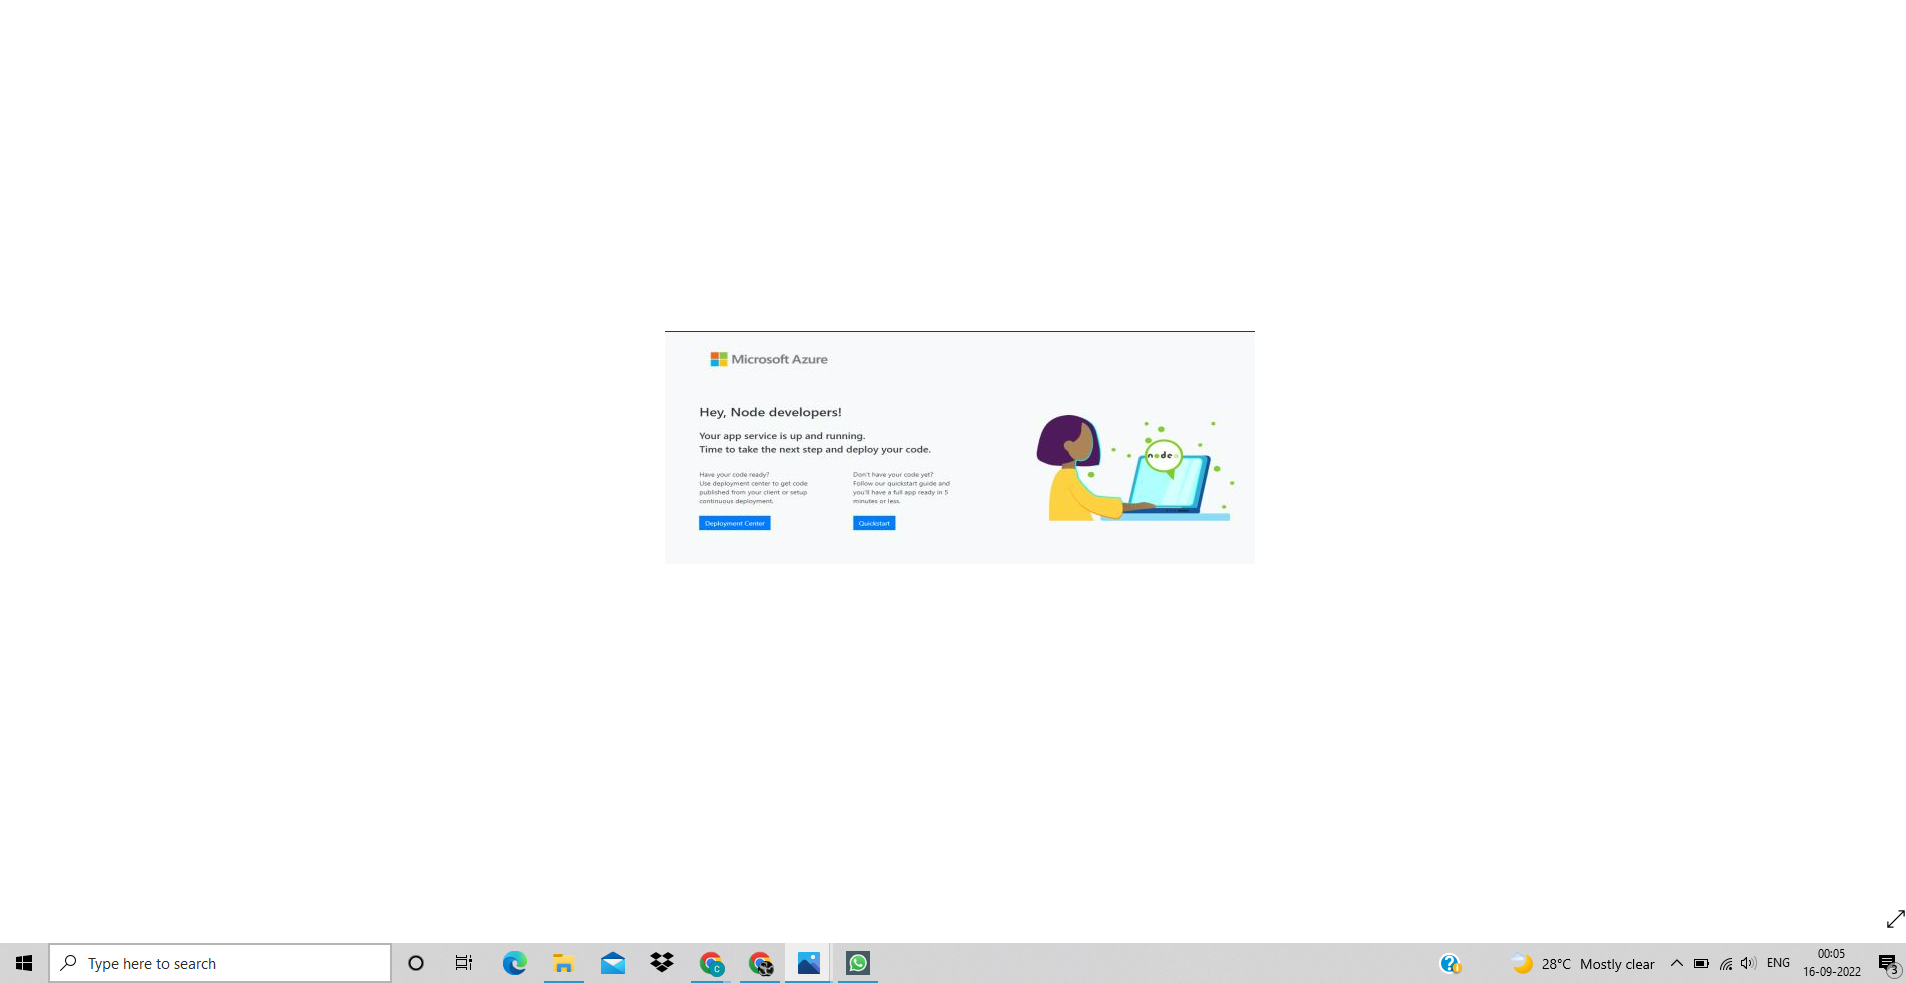 Microsoft Azure
Hey, Node developers!
Your app service is up and running.
Time to take the next step and deploy your code.
Have your code ready?
Use deployment center to get code
published from your client or setup
continuous deployment.
Deployment Center
Don't have your code yet?
Follow our quickstart guide and
you'll have a full app ready in 5
minutes or less.
Quickstart
node
Type here to search
C
28°C Mostly clear
ENG
00:05
16-09-2022
3